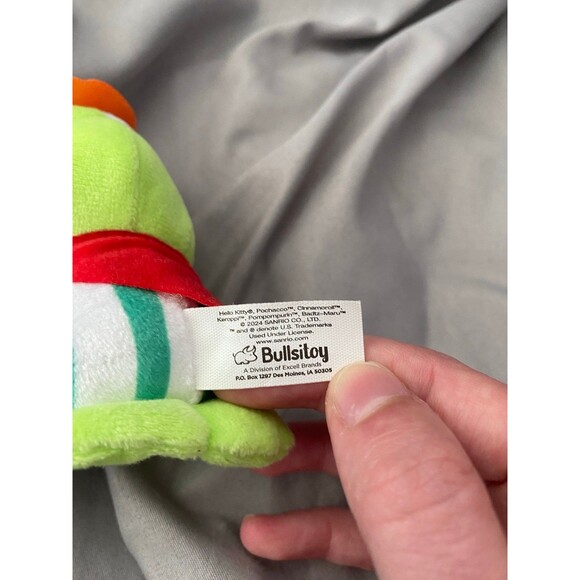 Hello Kitty®, Pochacco™, Cinnamoroll™,
Keroppi™, Pompompurin™, Badtz-Maru™
© 2024 SANRIO CO., LTD.
™ and ® denote U.S. Trademarks
Used Under License.
www.sanrio.com
Bullsitoy
A Division of Excell Brands
P.O. Box 1287 Des Moines, IA 50305